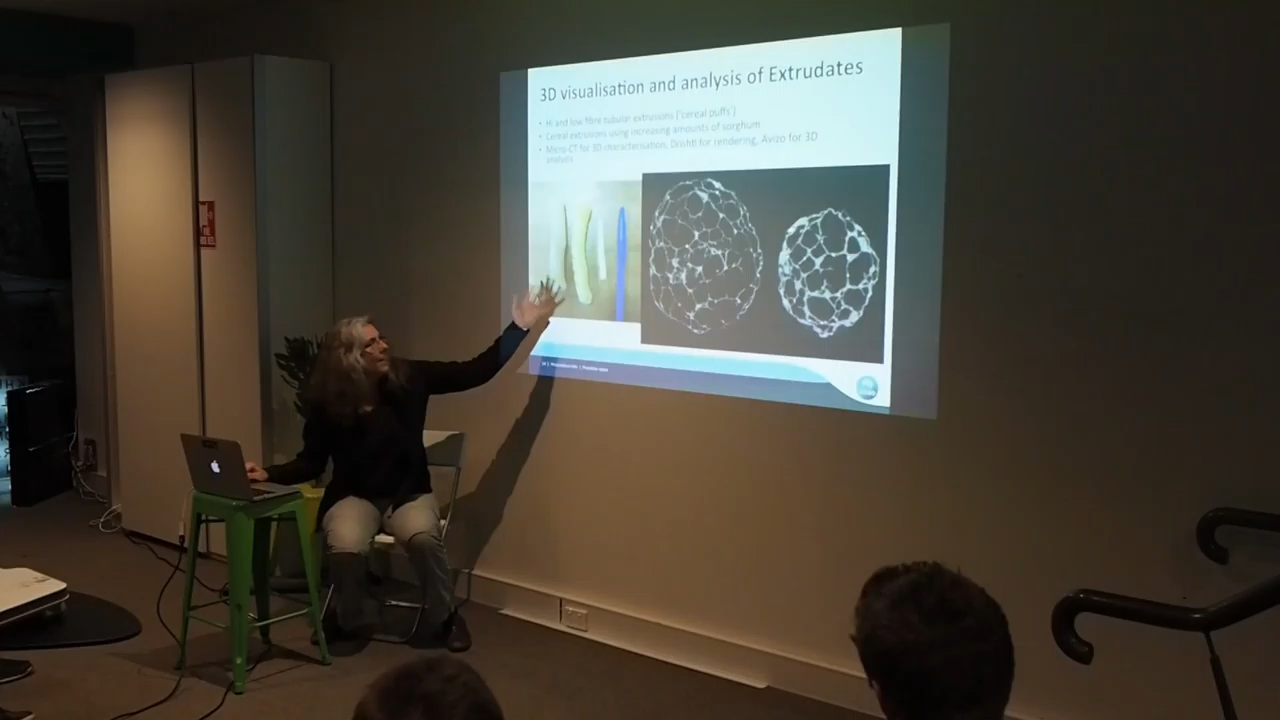 3D visualisation and analysis of Extrudates
• Hi and low fibre tubular extrusions ('cereal puffs')
• Cereal extrusions using increasing amounts of sorghum
• Micro-CT for 3D characterisation, Drishti for rendering, Avizo for 3D
analysis